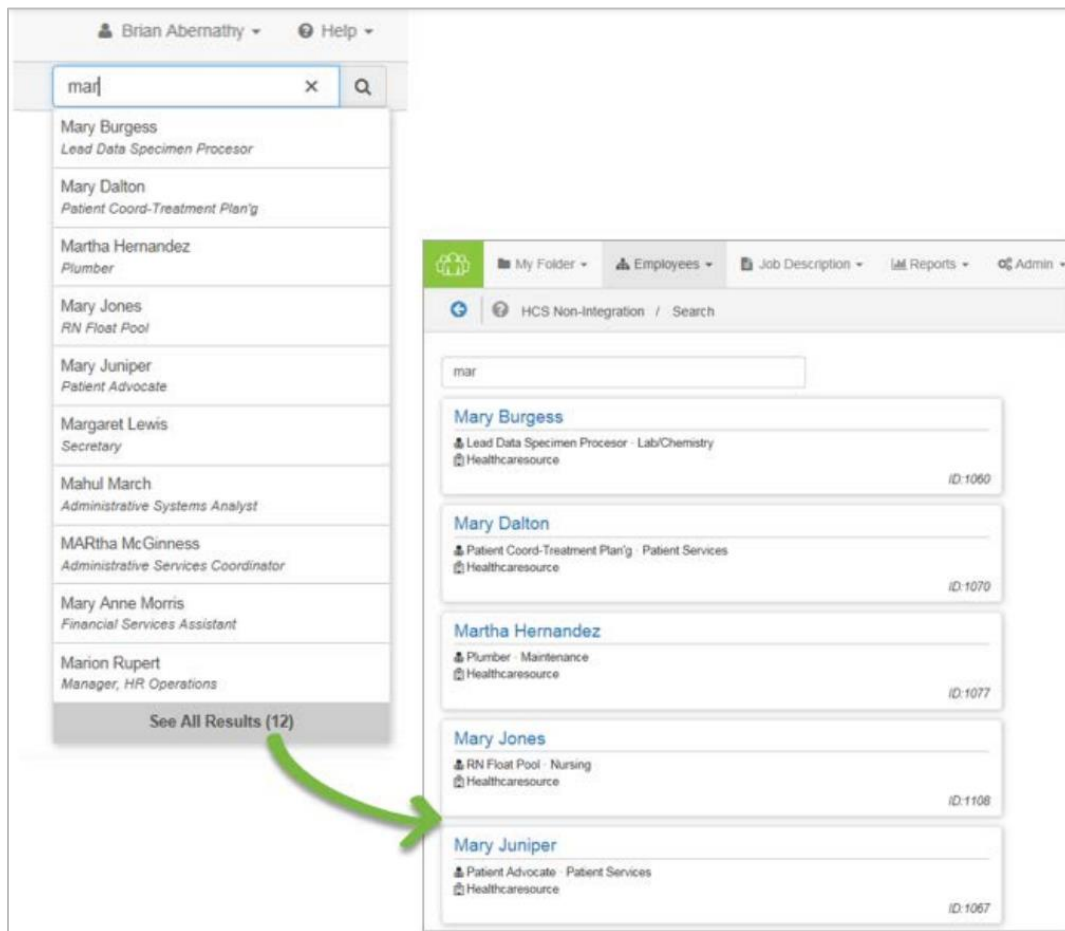 Brian Abernathy Help
mar
Mary Burgess
Lead Data Specimen Procesor
Mary Dalton
Patient Coord-Treatment Plan'g
Martha Hernandez
Plumber
Mary Jones
RN Float Pool
Mary Juniper
Patient Advocate
Margaret Lewis
Secretary
Mahul March
Administrative Systems Analyst
MARtha McGinness
Administrative Services Coordinator
Mary Anne Morris
Financial Services Assistant
Marion Rupert
Manager, HR Operations
See All Results (12)
My Folder Employees Job Description Reports Admin
HCS Non-Integration / Search
mar
Mary Burgess
Lead Data Specimen Procesor · Lab/Chemistry
Healthcaresource
ID:1060
Mary Dalton
Patient Coord-Treatment Plan'g · Patient Services
Healthcaresource
ID:1070
Martha Hernandez
Plumber · Maintenance
Healthcaresource
ID:1077
Mary Jones
RN Float Pool · Nursing
Healthcaresource
ID:1108
Mary Juniper
Patient Advocate · Patient Services
Healthcaresource
ID:1067